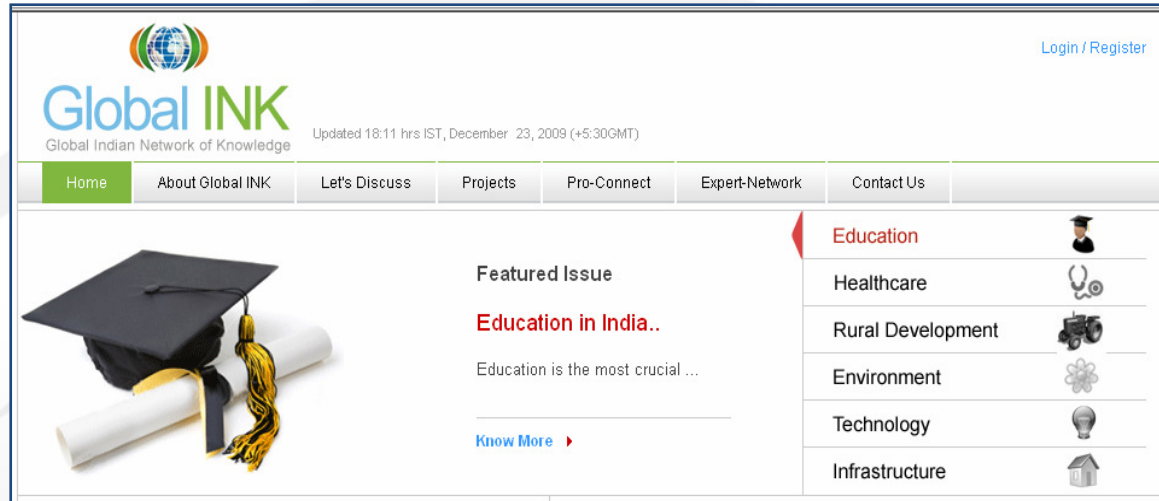 Login / Register
Global INK
Global Indian Network of Knowledge
Updated 18:11 hrs IST, December 23, 2009 (+5:30GMT)
Home About Global INK Let's Discuss Projects Pro-Connect Expert-Network Contact Us
Featured Issue
Education in India..
Education is the most crucial ...
Know More
Education
Healthcare
Rural Development
Environment
Technology
Infrastructure